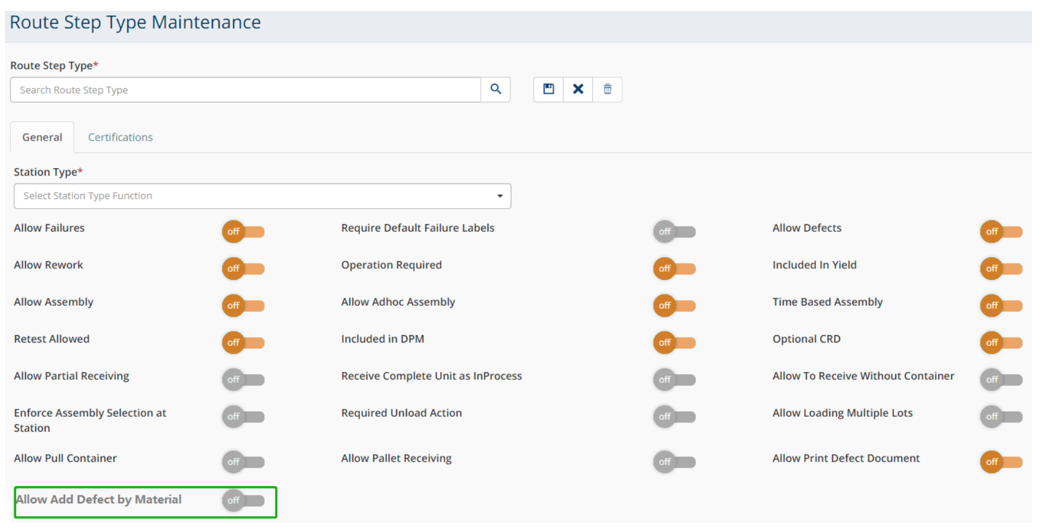 Route Step Type Maintenance
Route Step Type*
Search Route Step Type
General Certifications
Station Type*
Select Station Type Function
Allow Failures off Require Default Failure Labels off Allow Defects off
Allow Rework off Operation Required off Included In Yield off
Allow Assembly off Allow Adhoc Assembly off Time Based Assembly off
Retest Allowed off Included in DPM off Optional CRD off
Allow Partial Receiving off Receive Complete Unit as InProcess off Allow To Receive Without Container off
Enforce Assembly Selection at
Station off Required Unload Action off Allow Loading Multiple Lots off
Allow Pull Container off Allow Pallet Receiving off Allow Print Defect Document off
Allow Add Defect by Material off